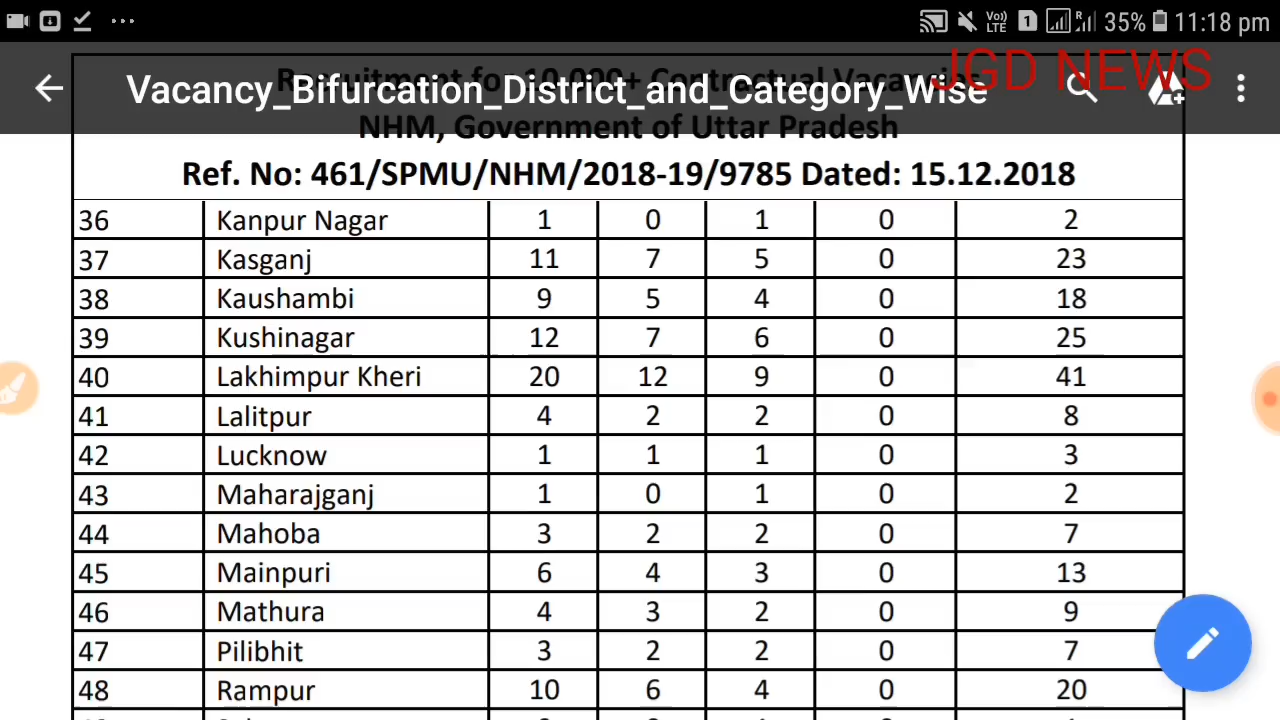 Vo)) LTE 1 R 35% 11:18 pm
JGD NEWS
Vacancy_Bifurcation_District_and_Category_Wise
Recruitment for 10,000+ Contractual Vacancies
NHM, Government of Uttar Pradesh
Ref. No: 461/SPMU/NHM/2018-19/9785 Dated: 15.12.2018
36 Kanpur Nagar 1 0 1 0 2
37 Kasganj 11 7 5 0 23
38 Kaushambi 9 5 4 0 18
39 Kushinagar 12 7 6 0 25
40 Lakhimpur Kheri 20 12 9 0 41
41 Lalitpur 4 2 2 0 8
42 Lucknow 1 1 1 0 3
43 Maharajganj 1 0 1 0 2
44 Mahoba 3 2 2 0 7
45 Mainpuri 6 4 3 0 13
46 Mathura 4 3 2 0 9
47 Pilibhit 3 2 2 0 7
48 Rampur 10 6 4 0 20